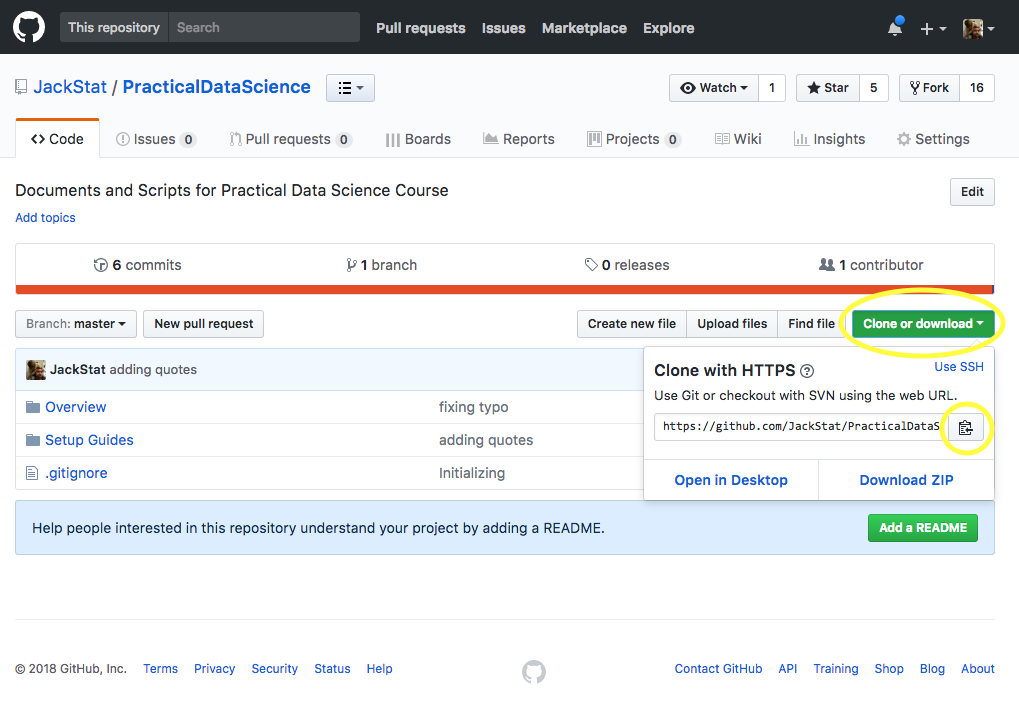 This repository Search Pull requests Issues Marketplace Explore
JackStat / PracticalDataScience Watch 1 Star 5 Fork 16
Code Issues 0 Pull requests 0 Boards Reports Projects 0 Wiki Insights Settings
Documents and Scripts for Practical Data Science Course Edit
Add topics
6 commits 1 branch 0 releases 1 contributor
Branch: master New pull request Create new file Upload files Find file Clone or download
JackStat adding quotes
Overview fixing typo
Setup Guides adding quotes
.gitignore Initializing
Clone with HTTPS ? Use SSH
Use Git or checkout with SVN using the web URL.
https://github.com/JackStat/PracticalDataS
Open in Desktop Download ZIP
Help people interested in this repository understand your project by adding a README. Add a README
© 2018 GitHub, Inc. Terms Privacy Security Status Help Contact GitHub API Training Shop Blog About